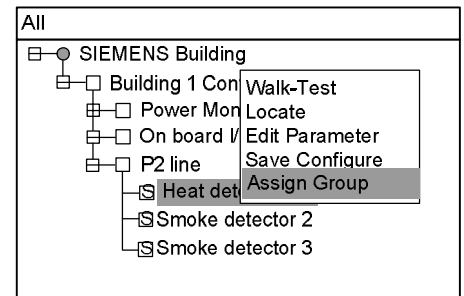 All
SIEMENS Building
Building 1 Con
Walk-Test
Power Mon
Locate
On board I/
Edit Parameter
P2 line
Save Configure
S Heat det
Assign Group
S Smoke detector 2
S Smoke detector 3